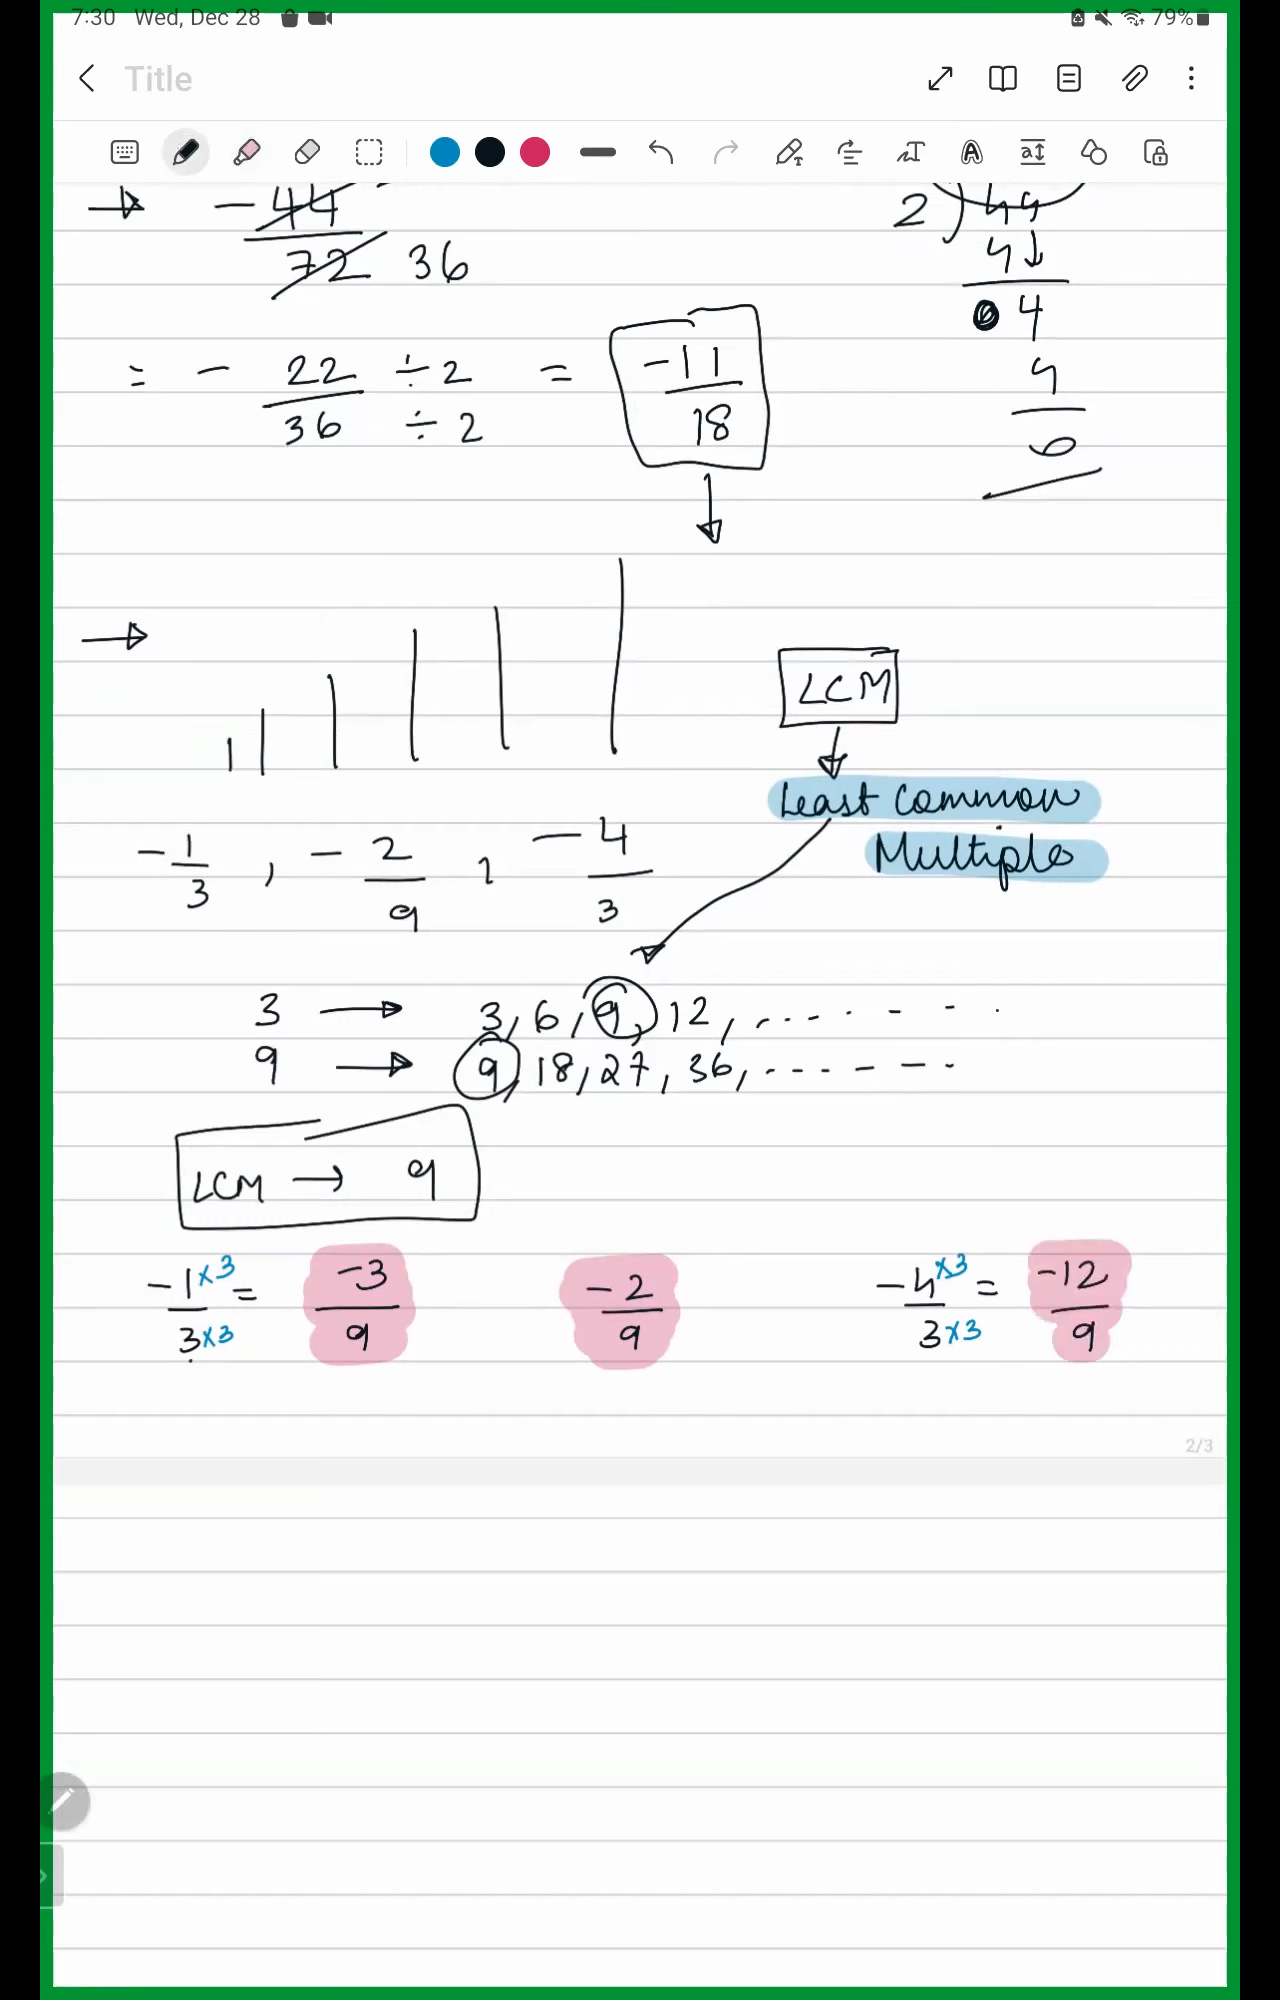 7:30 Wed, Dec 28 79%
Title
→ -44/72 36
2)44
4↓
04
4
0
= - 22/36 ÷2/÷2 = -11/18
→
LCM
Least Common
Multiple
-1/3 , -2/9 , -4/3
3 → 3, 6, 9, 12, ........
9 → 9, 18, 27, 36, ........
LCM → 9
-1×3/3×3 = -3/9 -2/9 -4×3/3×3 = -12/9
2/3